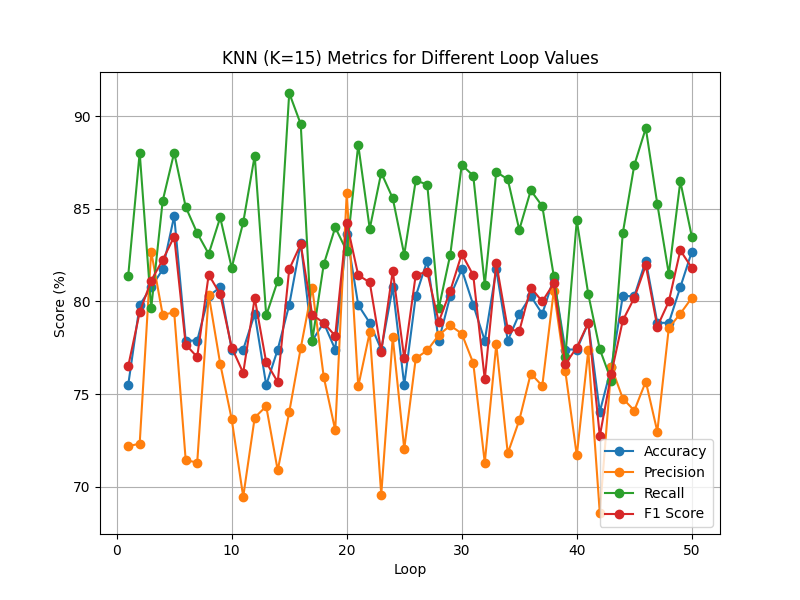 KNN (K=15) Metrics for Different Loop Values
Score (%)
90
85
80
75
70
0
10
20
30
40
50
Loop
Accuracy
Precision
Recall
F1 Score